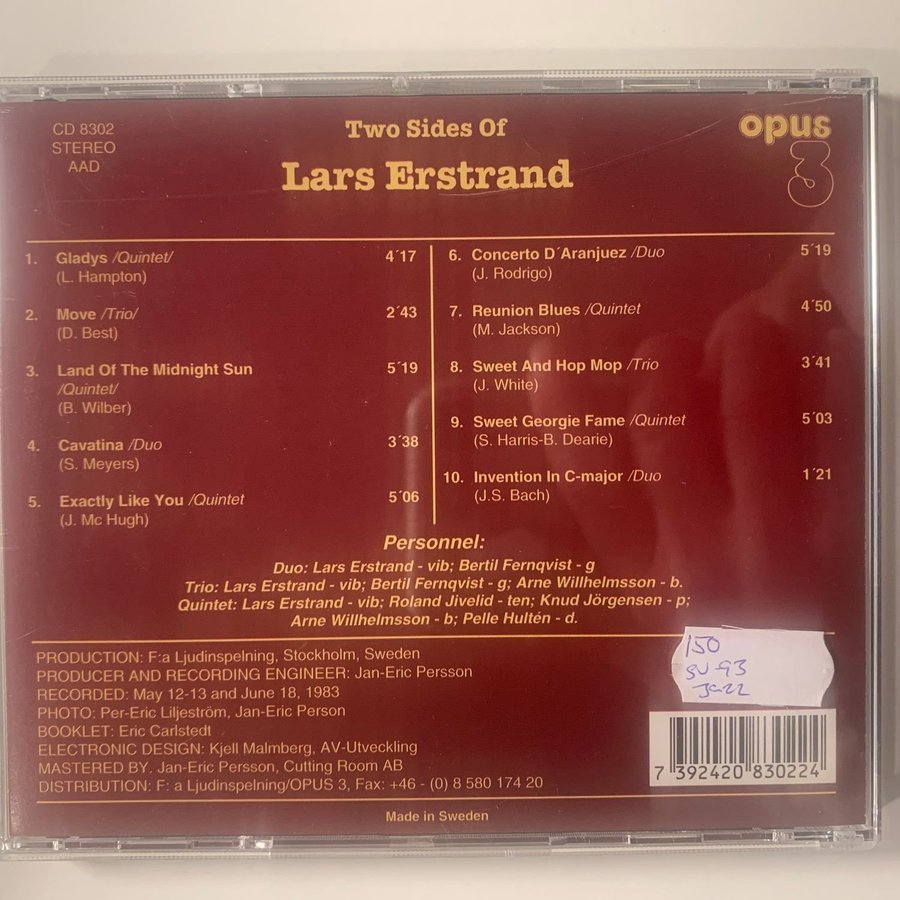 CD 8302
STEREO
AAD
Two Sides Of
Lars Erstrand
opus
3
1. Gladys /Quintet/ 4´17
(L. Hampton)
2. Move /Trio/ 2´43
(D. Best)
3. Land Of The Midnight Sun 5´19
/Quintet/
(B. Wilber)
4. Cavatina /Duo 3´38
(S. Meyers)
5. Exactly Like You /Quintet 5´06
(J. Mc Hugh)
6. Concerto D´Aranjuez /Duo 5´19
(J. Rodrigo)
7. Reunion Blues /Quintet 4´50
(M. Jackson)
8. Sweet And Hop Mop /Trio 3´41
(J. White)
9. Sweet Georgie Fame /Quintet 5´03
(S. Harris-B. Dearie)
10. Invention In C-major /Duo 1´21
(J.S. Bach)
Personnel:
Duo: Lars Erstrand - vib; Bertil Fernqvist - g
Trio: Lars Erstrand - vib; Bertil Fernqvist - g; Arne Willhelmsson - b.
Quintet: Lars Erstrand - vib; Roland Jivelid - ten; Knud Jörgensen - p;
Arne Willhelmsson - b; Pelle Hultén - d.
PRODUCTION: F:a Ljudinspelning, Stockholm, Sweden
PRODUCER AND RECORDING ENGINEER: Jan-Eric Persson
RECORDED: May 12-13 and June 18, 1983
PHOTO: Per-Eric Liljeström, Jan-Eric Person
BOOKLET: Eric Carlstedt
ELECTRONIC DESIGN: Kjell Malmberg, AV-Utveckling
MASTERED BY. Jan-Eric Persson, Cutting Room AB
DISTRIBUTION: F: a Ljudinspelning/OPUS 3, Fax: +46 - (0) 8 580 174 20
150
SV-93
Jazz
7 392420 830224
Made in Sweden